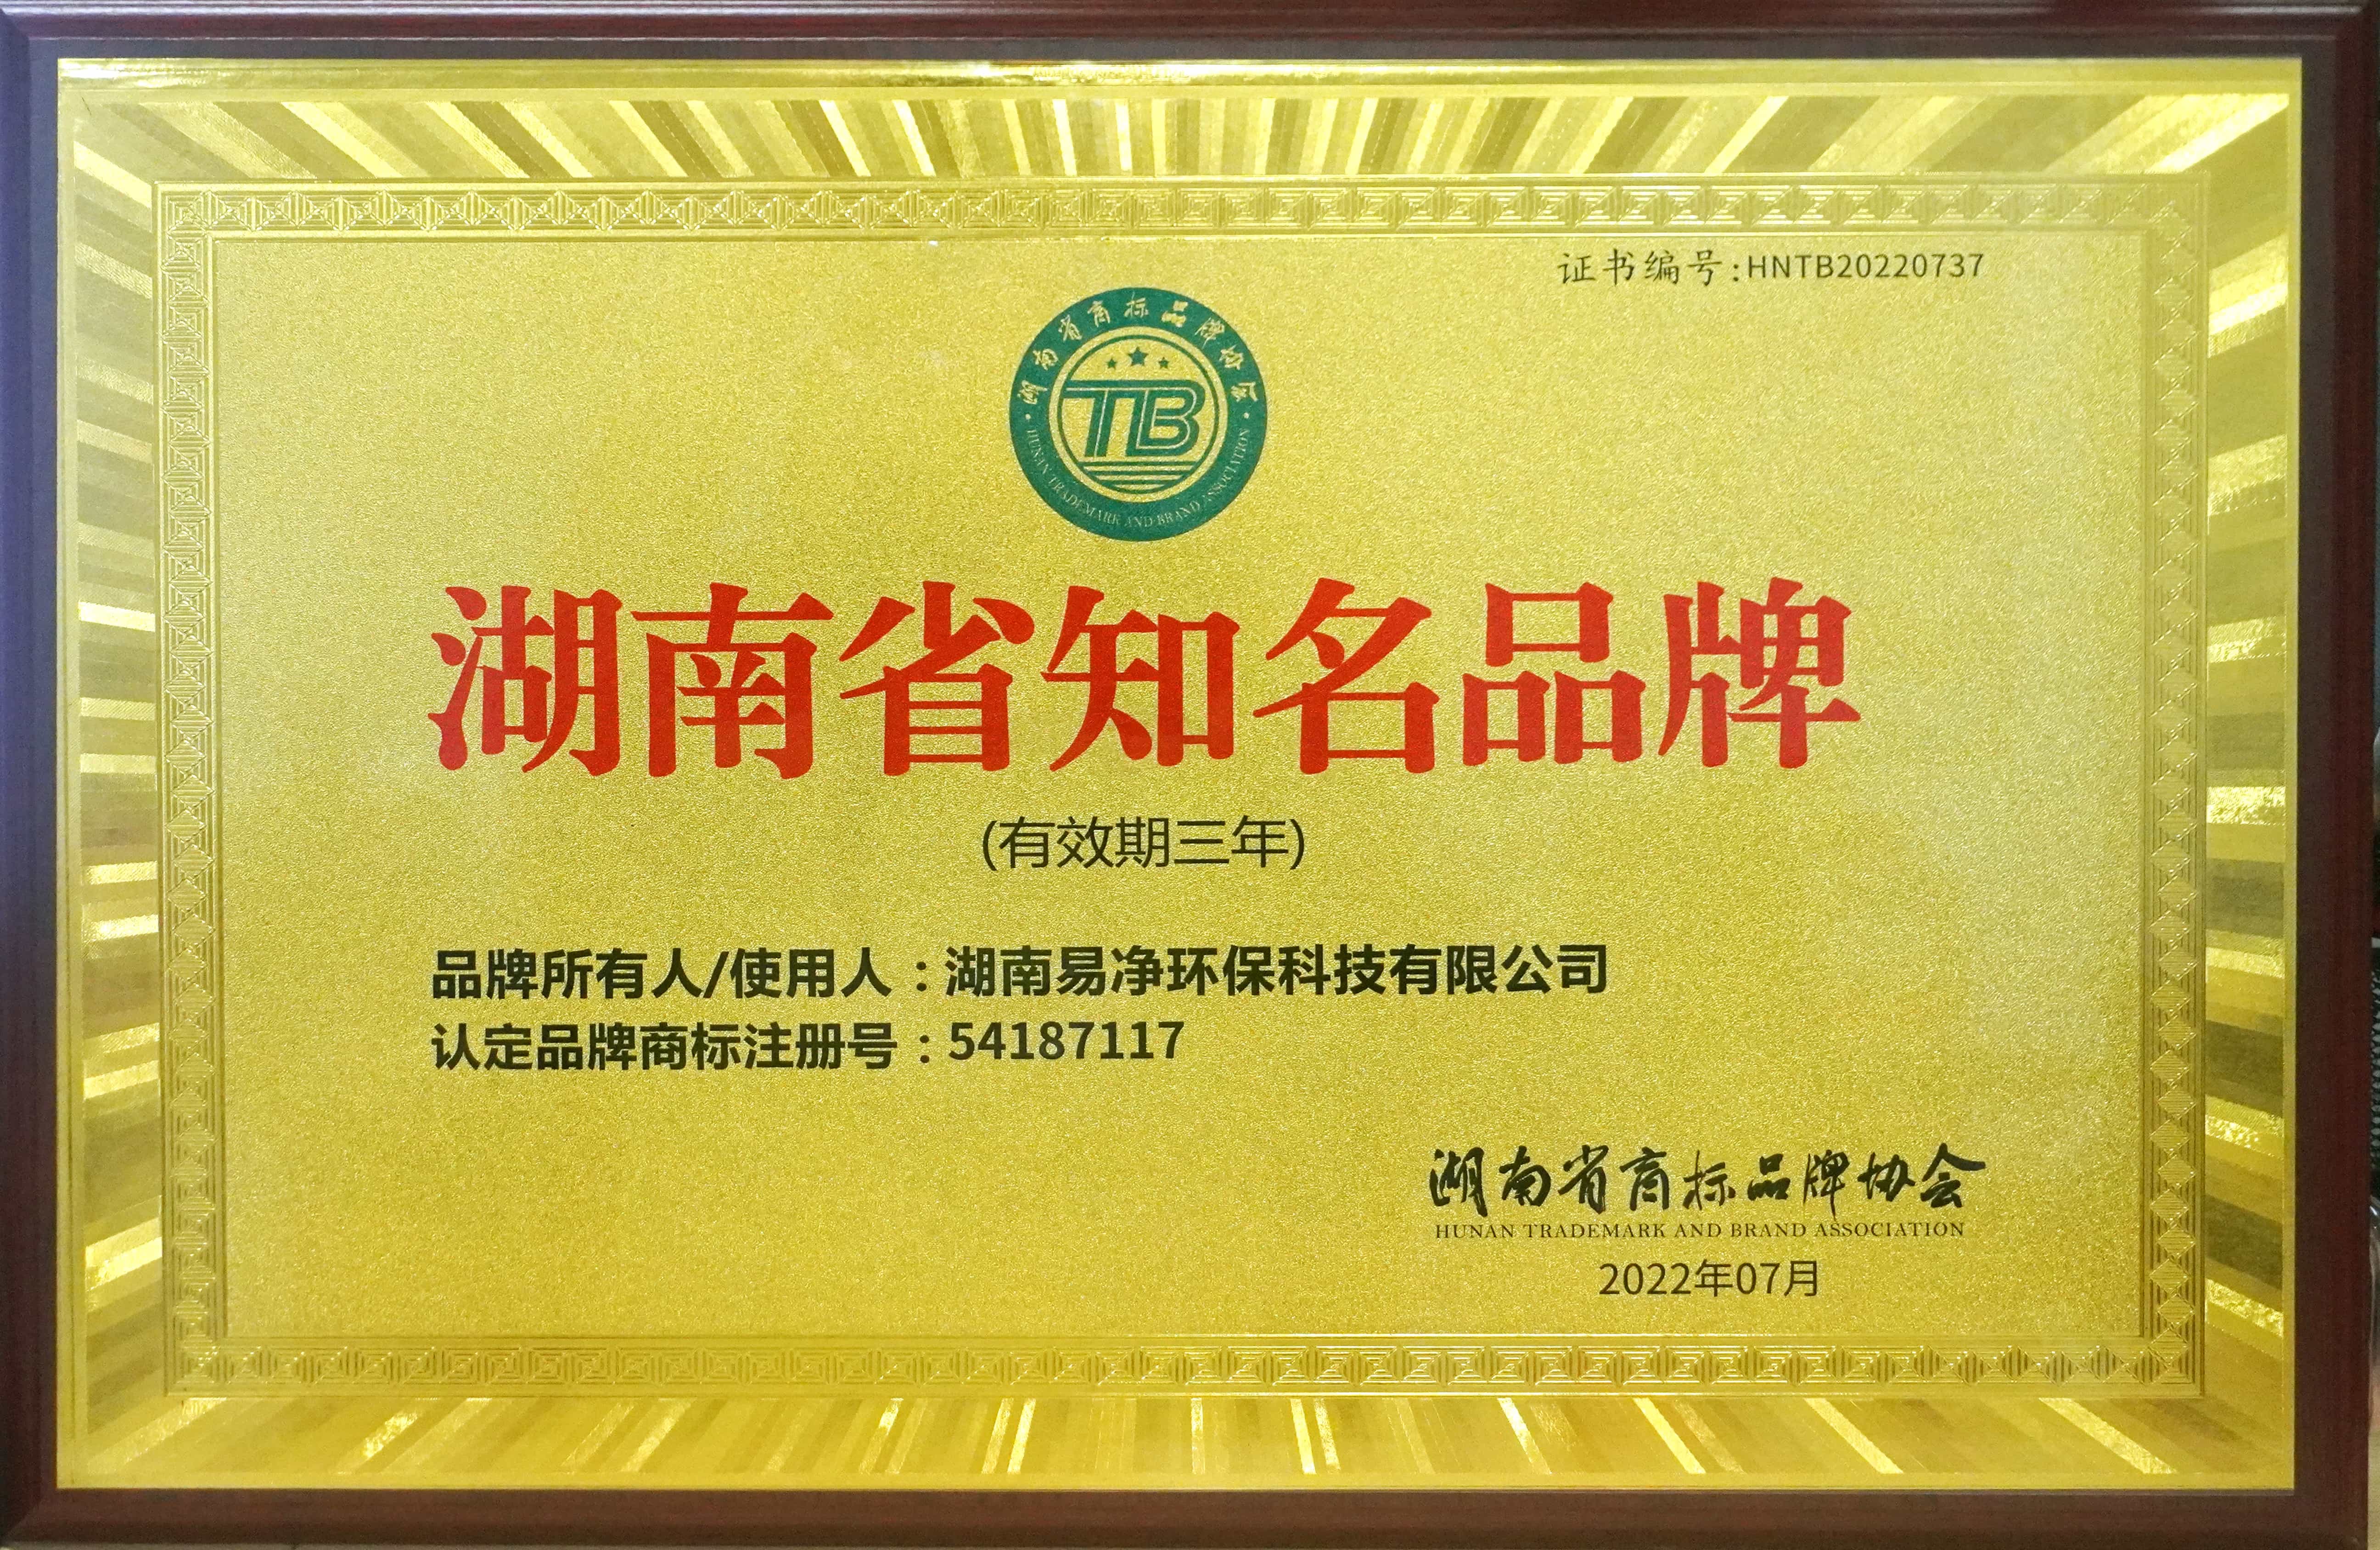 证书编号:HNTB20220737
湖南省商标品牌协会
TB
HUNAN TRADEMARK AND BRAND ASSOCIATION
湖南省知名品牌
(有效期三年)
品牌所有人/使用人:湖南易净环保科技有限公司
认定品牌商标注册号:54187117
湖南省商标品牌协会
HUNAN TRADEMARK AND BRAND ASSOCIATION
2022年07月